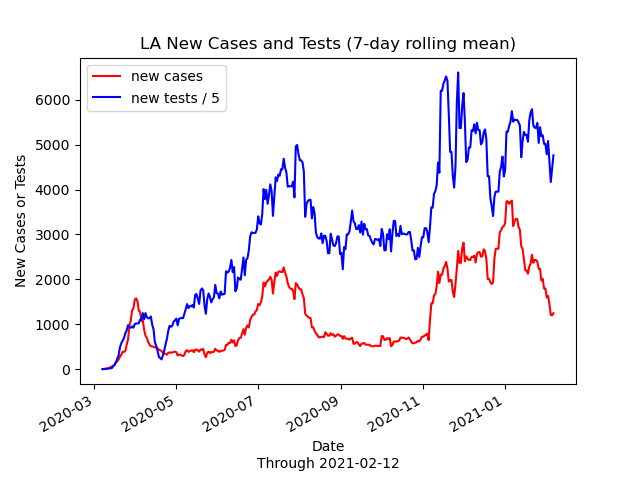 LA New Cases and Tests (7-day rolling mean)
new cases
new tests / 5
New Cases or Tests
6000
5000
4000
3000
2000
1000
0
2020-03
2020-05
2020-07
2020-09
2020-11
2021-01
Date
Through 2021-02-12